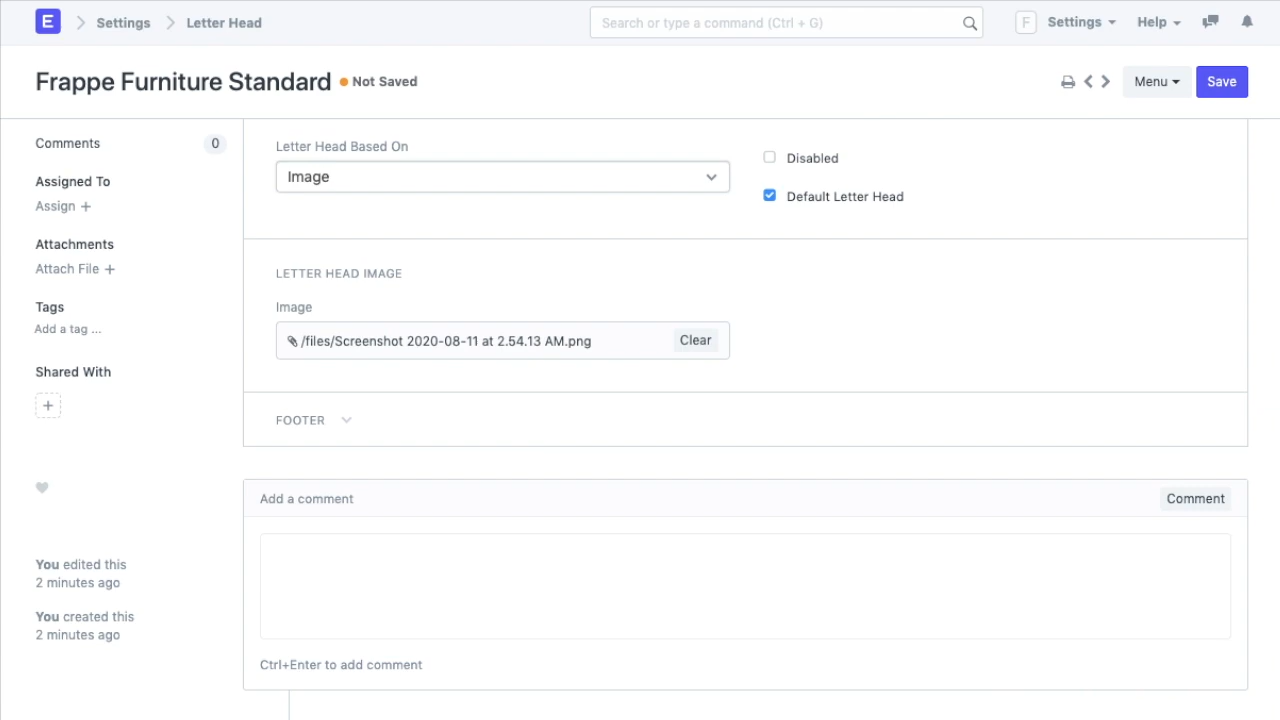 E Settings Letter Head Search or type a command (Ctrl + G) F Settings Help
Frappe Furniture Standard Not Saved Menu Save
Comments 0
Assigned To
Assign +
Attachments
Attach File +
Tags
Add a tag ...
Shared With
+
You edited this
2 minutes ago
You created this
2 minutes ago
Letter Head Based On
Image
Disabled
Default Letter Head
LETTER HEAD IMAGE
Image
/files/Screenshot 2020-08-11 at 2.54.13 AM.png Clear
FOOTER
Add a comment Comment
Ctrl+Enter to add comment